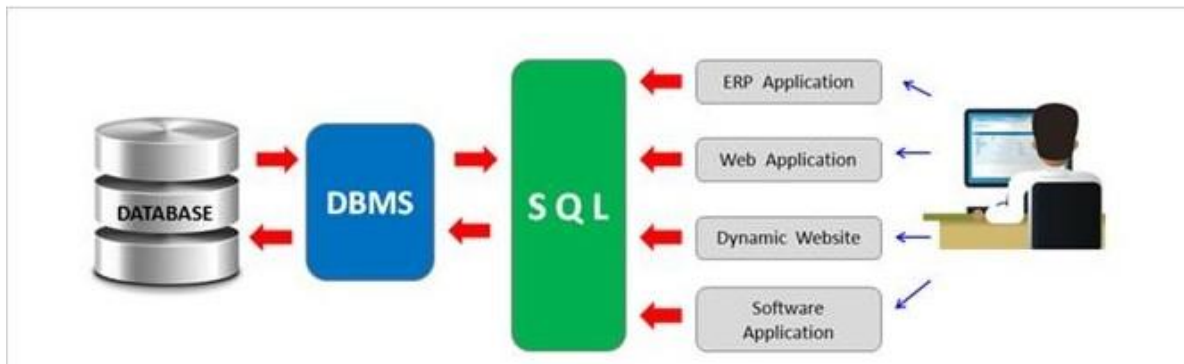 DATABASE
DBMS
SQL
ERP Application
Web Application
Dynamic Website
Software
Application